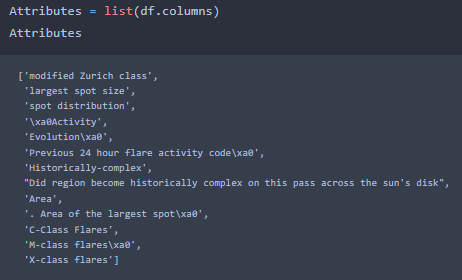 Attributes = list(df.columns)
Attributes
['modified Zurich class',
'largest spot size',
'spot distribution',
'\xa0Activity',
'Evolution\xa0',
'Previous 24 hour flare activity code\xa0',
'Historically-complex',
"Did region become historically complex on this pass across the sun's disk",
'Area',
'. Area of the largest spot\xa0',
'C-Class Flares',
'M-class flares\xa0',
'X-class flares']